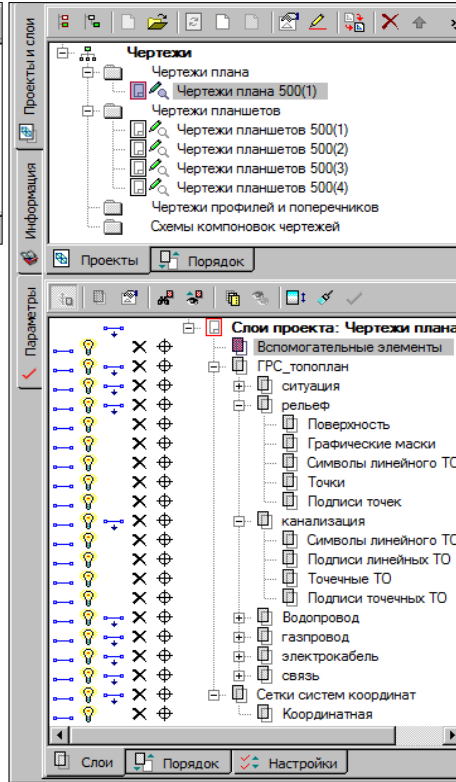 Проекты и слои
Информация
Параметры
Чертежи
Чертежи плана
Чертежи плана 500(1)
Чертежи планшетов
Чертежи планшетов 500(1)
Чертежи планшетов 500(2)
Чертежи планшетов 500(3)
Чертежи планшетов 500(4)
Чертежи профилей и поперечников
Схемы компоновок чертежей
Проекты
Порядок
Слои проекта: Чертежи плана
Вспомогательные элементы
ГРС_топоплан
ситуация
рельеф
Поверхность
Графические маски
Символы линейного ТО
Точки
Подписи точек
канализация
Символы линейного ТО
Подписи линейных ТО
Точечные ТО
Подписи точечных ТО
Водопровод
газпровод
электрокабель
связь
Сетки систем координат
Координатная
Слои
Порядок
Настройки